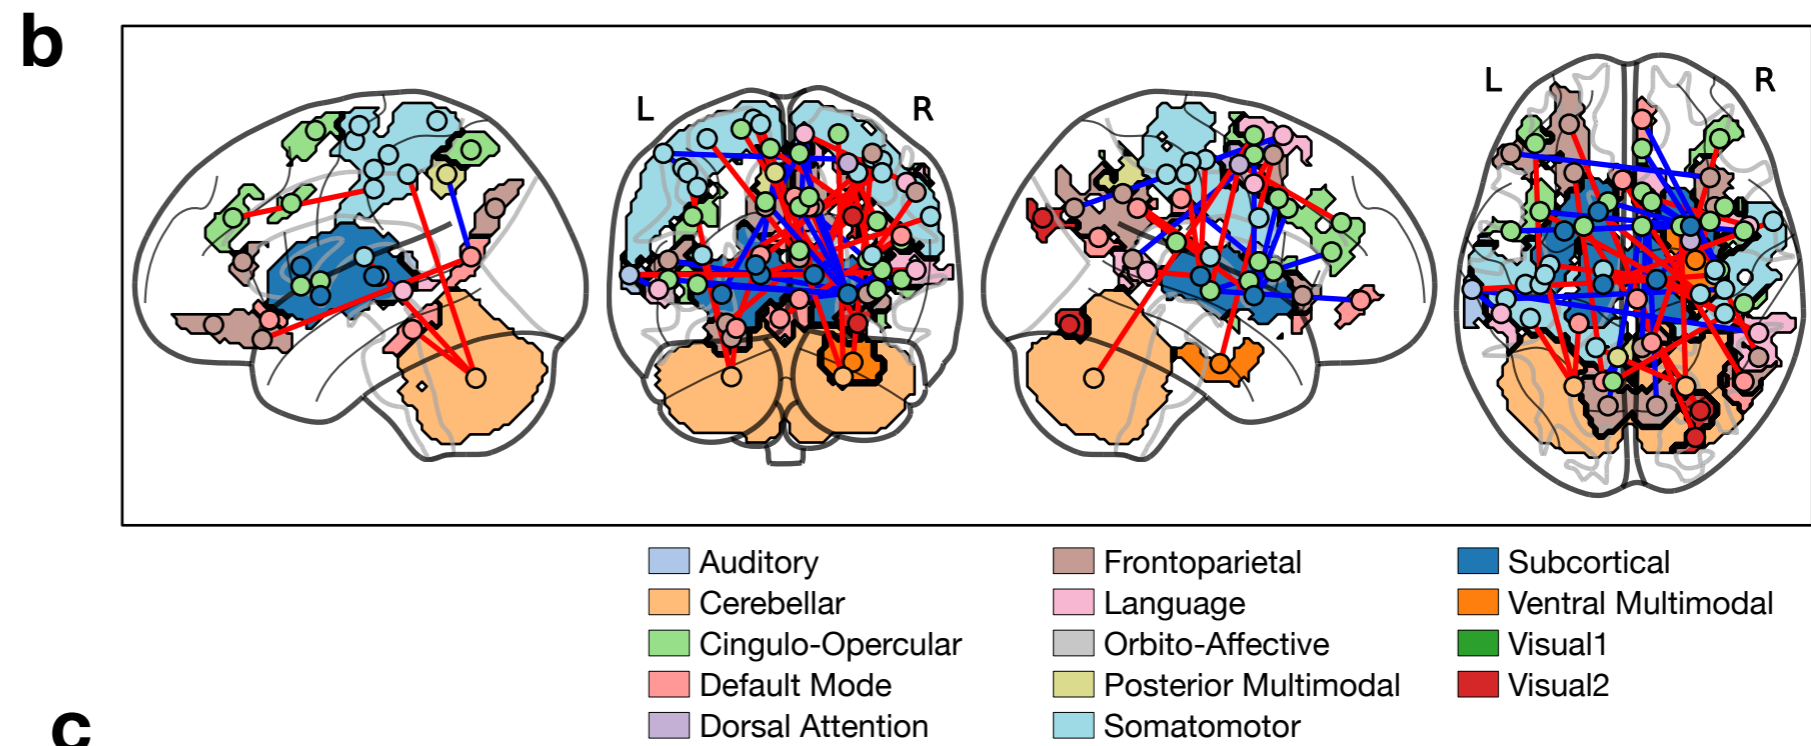 b
L R L R
Auditory Frontoparietal Subcortical
Cerebellar Language Ventral Multimodal
Cingulo-Opercular Orbito-Affective Visual1
Default Mode Posterior Multimodal Visual2
Dorsal Attention Somatomotor
c